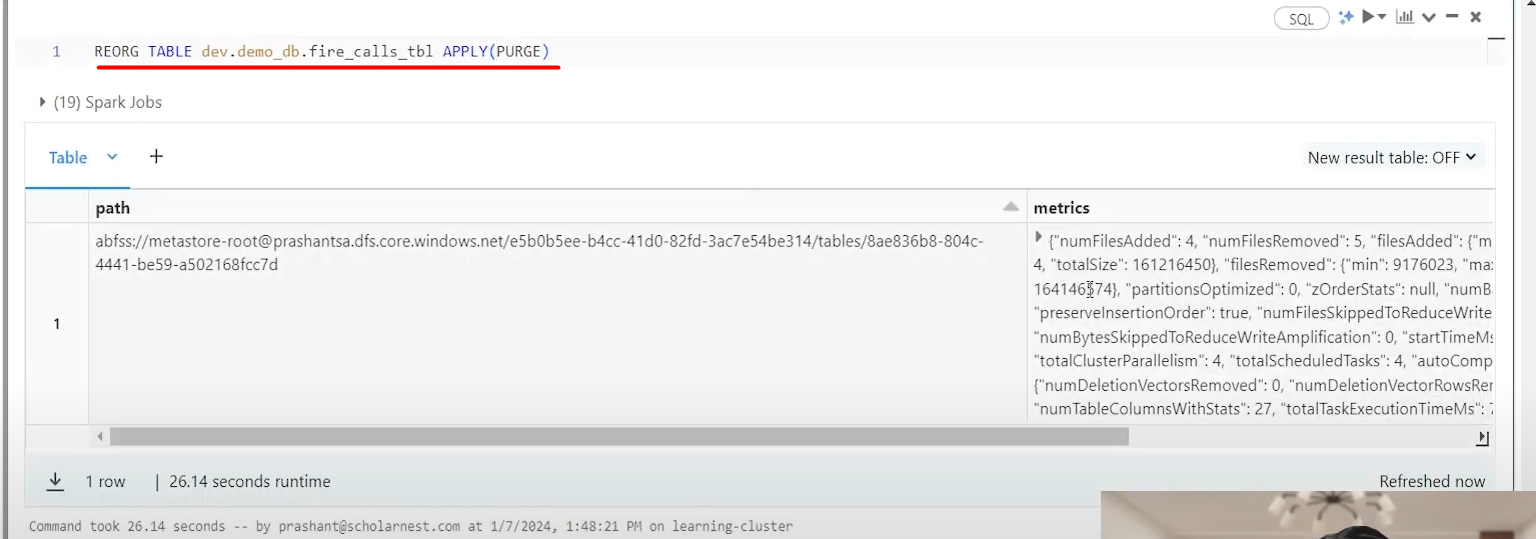 SQL
1 REORG TABLE dev.demo_db.fire_calls_tbl APPLY(PURGE)
(19) Spark Jobs
Table
New result table: OFF
path metrics
abfss://metastore-root@prashantsa.dfs.core.windows.net/e5b0b5ee-b4cc-41d0-82fd-3ac7e54be314/tables/8ae836b8-804c-
4441-be59-a502168fcc7d
1
{"numFilesAdded": 4, "numFilesRemoved": 5, "filesAdded": {"m
4, "totalSize": 161216450}, "filesRemoved": {"min": 9176023, "ma
"partitionsOptimized": 0, "zOrderStats": null, "numB
"preserveInsertionOrder": true, "numFilesSkippedToReduceWrite
"numBytesSkippedToReduceWriteAmplification": 0, "startTimeMs
"totalClusterParallelism": 4, "totalScheduledTasks": 4, "autoComp
{"numDeletionVectorsRemoved": 0, "numDeletionVectorRowsRe
"numTableColumnsWithStats": 27, "totalTaskExecutionTimeMs":
1 row | 26.14 seconds runtime
Refreshed now
Command took 26.14 seconds -- by prashant@scholarnest.com at 1/7/2024, 1:48:21 PM on learning-cluster